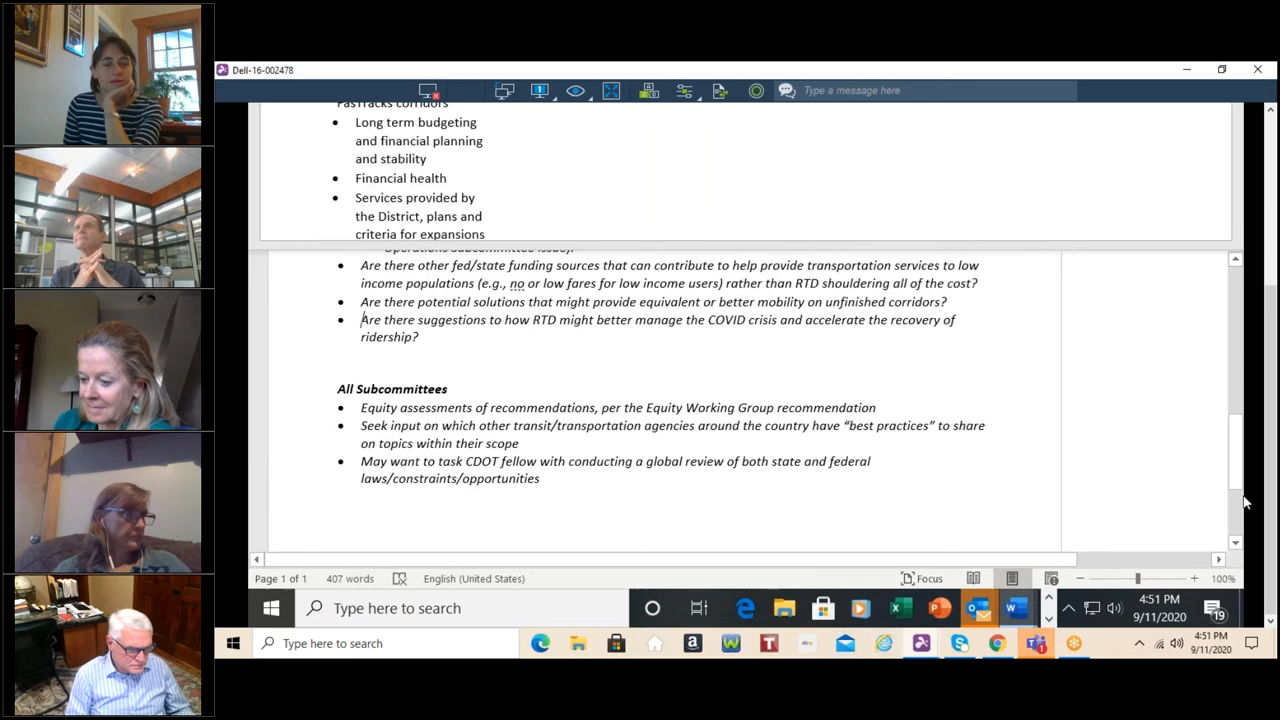 Dell-16-002478
Type a message here
FasTracks corridors
• Long term budgeting
and financial planning
and stability
• Financial health
• Services provided by
the District, plans and
criteria for expansions
Operations Subcommittee issue).
• Are there other fed/state funding sources that can contribute to help provide transportation services to low
income populations (e.g., no or low fares for low income users) rather than RTD shouldering all of the cost?
• Are there potential solutions that might provide equivalent or better mobility on unfinished corridors?
• Are there suggestions to how RTD might better manage the COVID crisis and accelerate the recovery of
ridership?
All Subcommittees
• Equity assessments of recommendations, per the Equity Working Group recommendation
• Seek input on which other transit/transportation agencies around the country have “best practices” to share
on topics within their scope
• May want to task CDOT fellow with conducting a global review of both state and federal
laws/constraints/opportunities
Page 1 of 1 407 words English (United States) Focus 100%
Type here to search
4:51 PM
9/11/2020
19
Type here to search
4:51 PM
9/11/2020